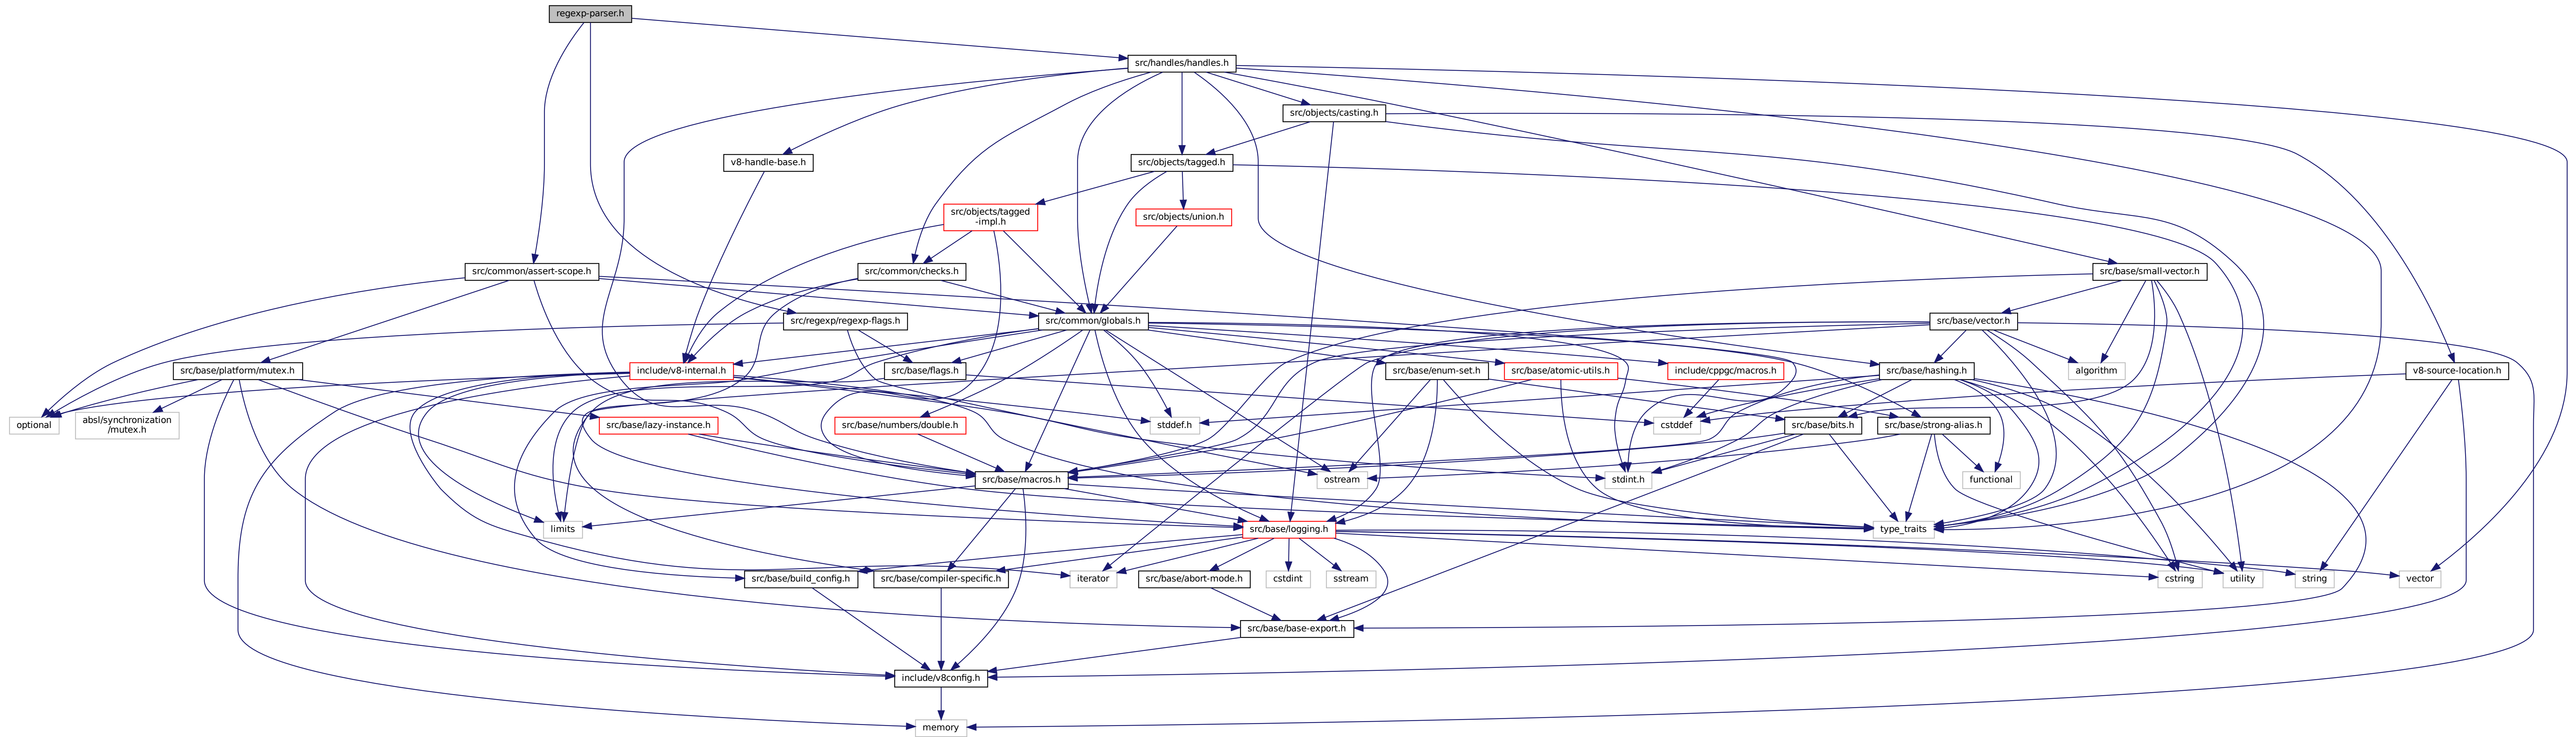 regexp-parser.h
src/handles/handles.h
src/objects/casting.h
v8-handle-base.h
src/objects/tagged.h
src/objects/tagged
-impl.h
src/objects/union.h
src/common/assert-scope.h
src/common/checks.h
src/base/small-vector.h
src/regexp/regexp-flags.h
src/common/globals.h
src/base/vector.h
src/base/platform/mutex.h
include/v8-internal.h
src/base/flags.h
src/base/enum-set.h
src/base/atomic-utils.h
include/cppgc/macros.h
src/base/hashing.h
algorithm
v8-source-location.h
optional
absl/synchronization
/mutex.h
src/base/lazy-instance.h
src/base/numbers/double.h
stddef.h
cstddef
src/base/bits.h
src/base/strong-alias.h
src/base/macros.h
ostream
stdint.h
functional
limits
src/base/logging.h
type_traits
src/base/build_config.h
src/base/compiler-specific.h
iterator
src/base/abort-mode.h
cstdint
sstream
cstring
utility
string
vector
src/base/base-export.h
include/v8config.h
memory